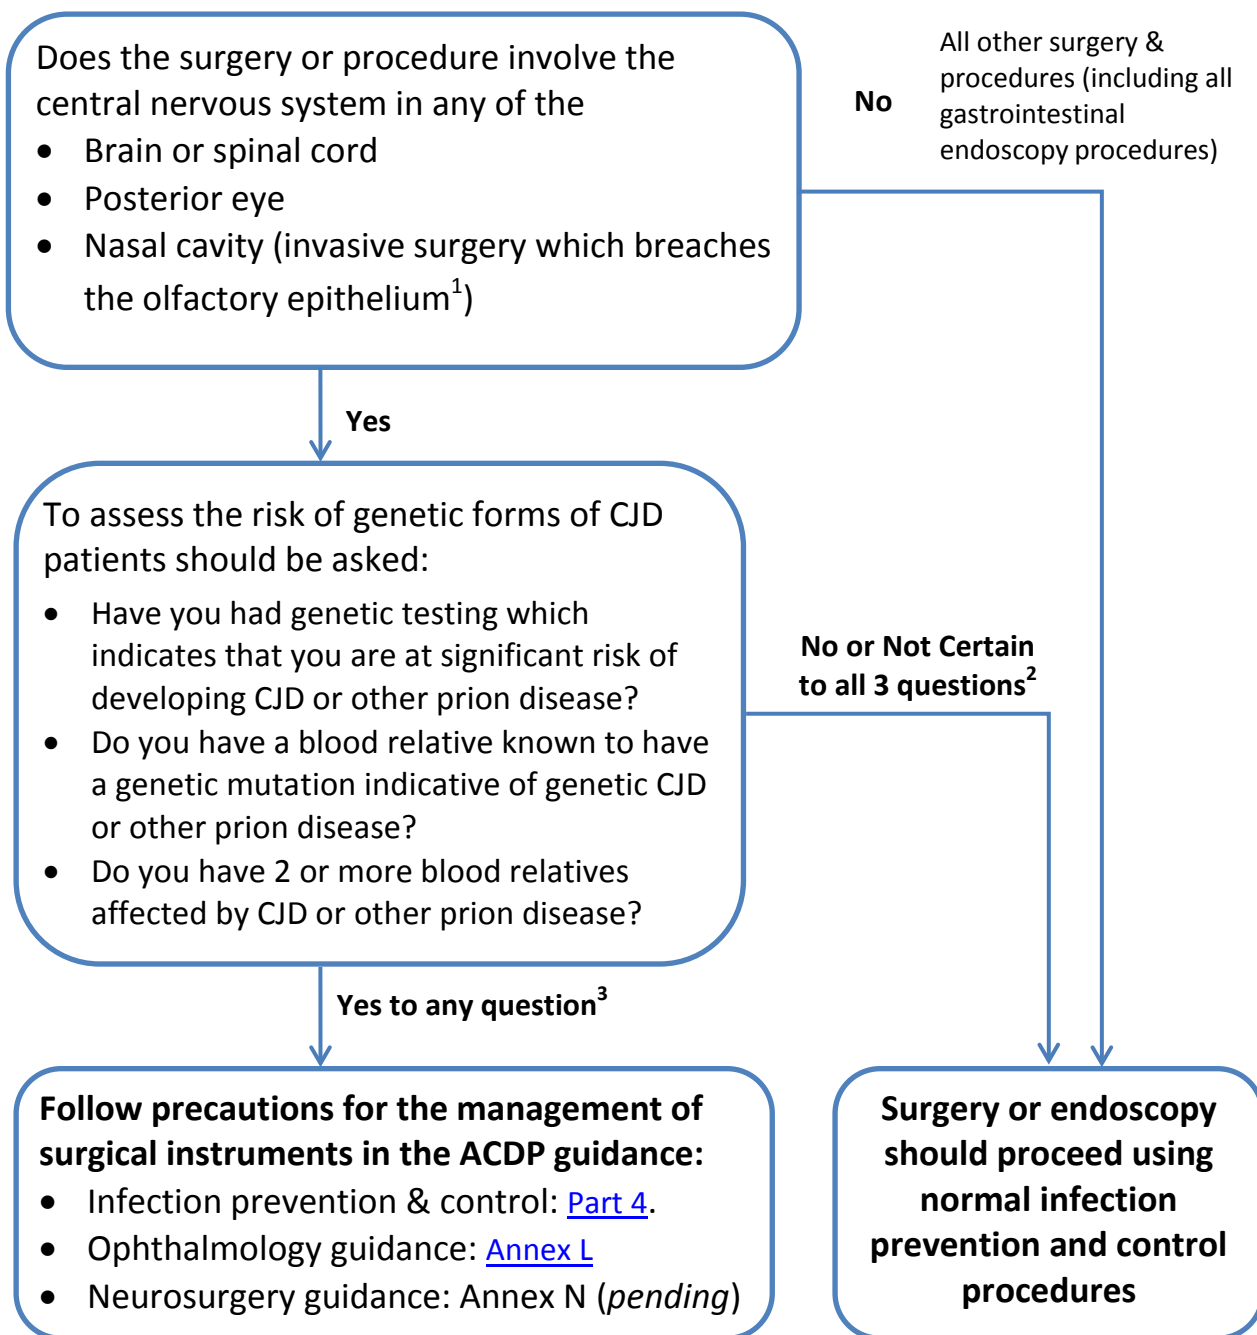 Does the surgery or procedure involve the
central nervous system in any of the
• Brain or spinal cord
• Posterior eye
• Nasal cavity (invasive surgery which breaches
the olfactory epithelium¹)
No
All other surgery &
procedures (including all
gastrointestinal
endoscopy procedures)
Yes
To assess the risk of genetic forms of CJD
patients should be asked:
• Have you had genetic testing which
indicates that you are at significant risk of
developing CJD or other prion disease?
• Do you have a blood relative known to have
a genetic mutation indicative of genetic CJD
or other prion disease?
• Do you have 2 or more blood relatives
affected by CJD or other prion disease?
No or Not Certain
to all 3 questions²
Yes to any question³
Follow precautions for the management of
surgical instruments in the ACDP guidance:
• Infection prevention & control: Part 4.
• Ophthalmology guidance: Annex L
• Neurosurgery guidance: Annex N (pending)
Surgery or endoscopy
should proceed using
normal infection
prevention and control
procedures